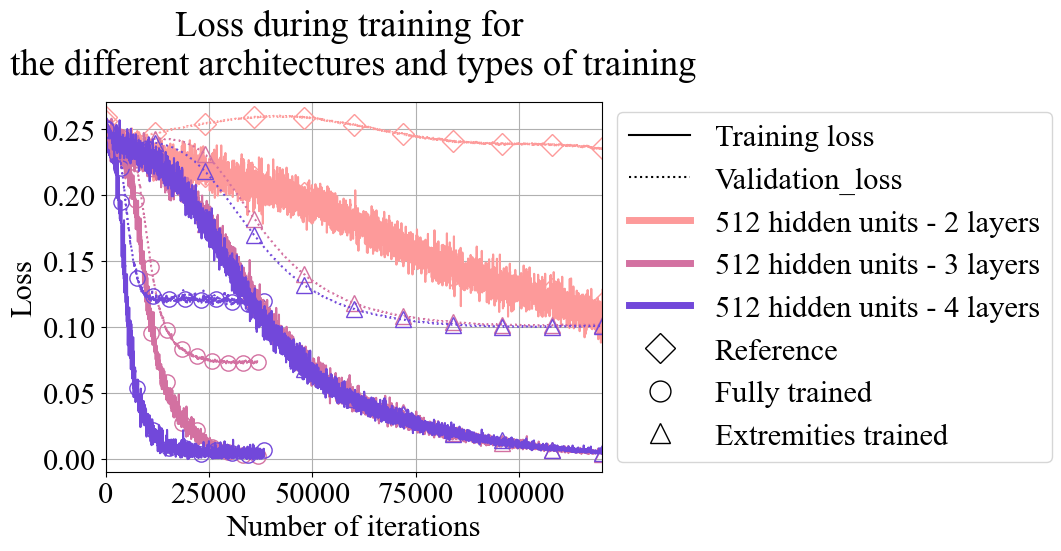 Loss during training for
the different architectures and types of training
0.25
0.20
0.15
0.10
0.05
0.00
Loss
0 25000 50000 75000 100000
Number of iterations
Training loss
Validation_loss
512 hidden units - 2 layers
512 hidden units - 3 layers
512 hidden units - 4 layers
Reference
Fully trained
Extremities trained